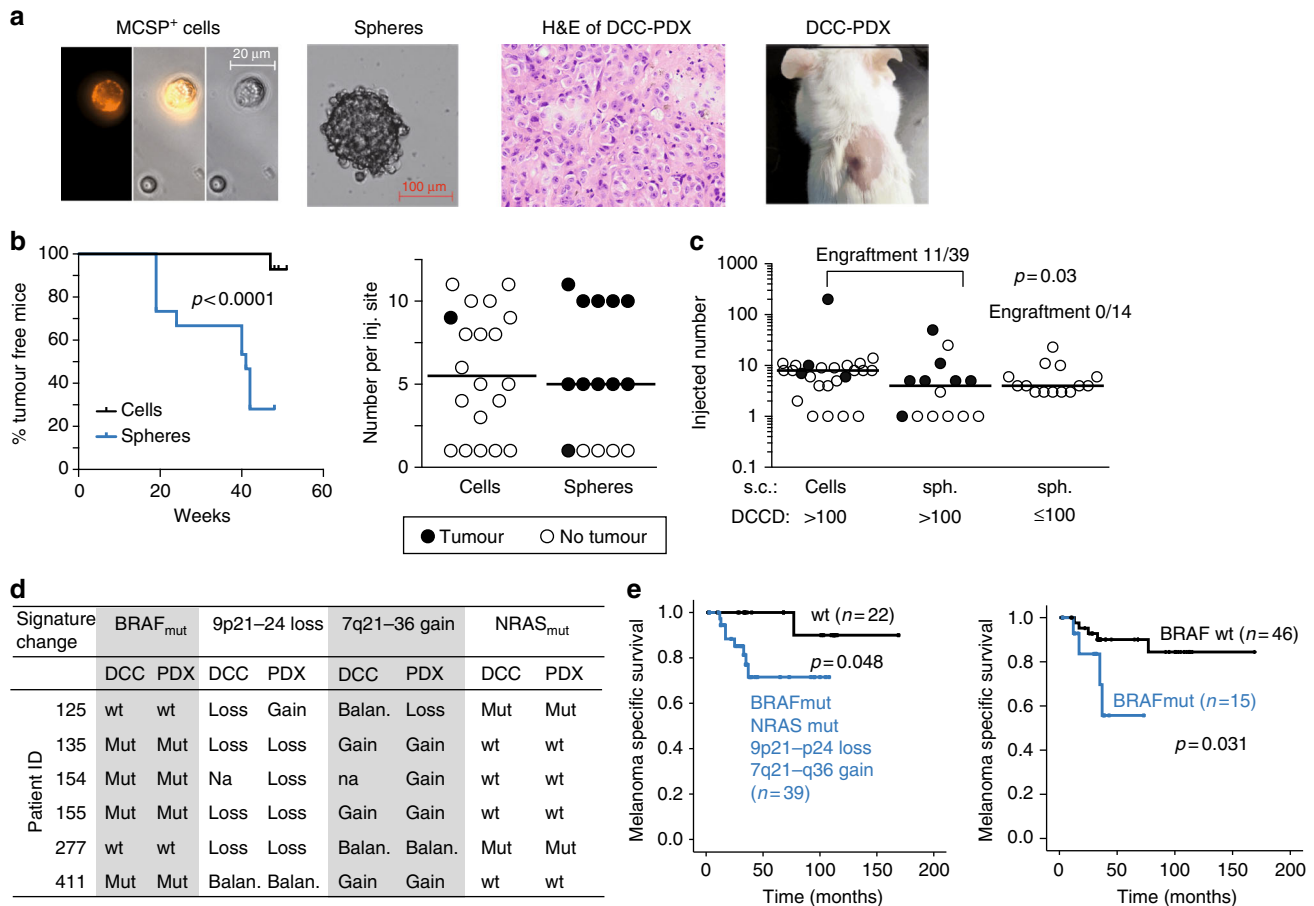 a
MCSP+ cells
Spheres
H&E of DCC-PDX
DCC-PDX
20 μm
100 μm
b
% tumour free mice
100
80
60
40
20
0
p<0.0001
Cells
Spheres
0 20 40 60
Weeks
Number per inj. site
10
5
0
Cells Spheres
Tumour No tumour
c
Injected number
1000
100
10
1
0.1
Engraftment 11/39
p=0.03
Engraftment 0/14
s.c.: Cells sph. sph.
DCCD: >100 >100 ≤100
d
Signature change BRAFmut 9p21–24 loss 7q21–36 gain NRASmut
DCC PDX DCC PDX DCC PDX DCC PDX
Patient ID
125 wt wt Loss Gain Balan. Loss Mut Mut
135 Mut Mut Loss Loss Gain Gain wt wt
154 Mut Mut Na Loss na Gain wt wt
155 Mut Mut Loss Loss Gain Gain wt wt
277 wt wt Loss Loss Balan. Balan. Mut Mut
411 Mut Mut Balan. Balan. Gain Gain wt wt
e
Melanoma specific survival
1.0
0.8
0.6
0.4
0.2
0.0
wt (n=22)
p=0.048
BRAFmut
NRAS mut
9p21–p24 loss
7q21–q36 gain
(n=39)
0 50 100 150 200
Time (months)
Melanoma specific survival
1.0
0.8
0.6
0.4
0.2
0.0
BRAF wt (n=46)
BRAFmut (n=15)
p=0.031
0 50 100 150 200
Time (months)